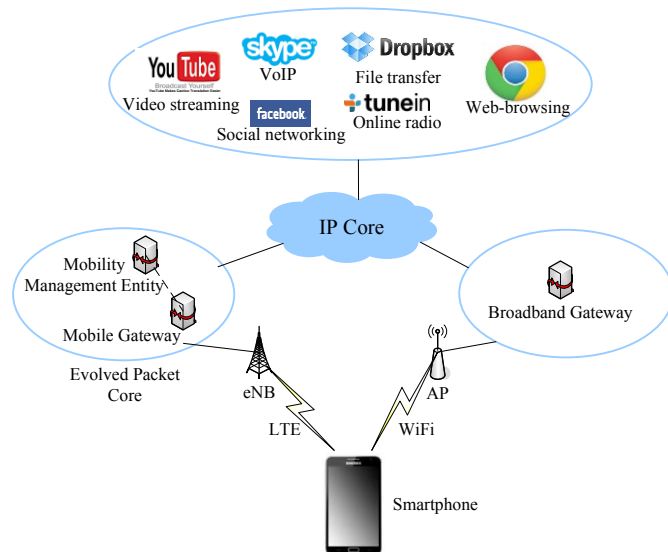 YouTube
Broadcast Yourself
Video streaming
skype
VoIP
Dropbox
File transfer
facebook
Social networking
tunein
Online radio
Web-browsing
IP Core
Mobility
Management Entity
Mobile Gateway
Evolved Packet
Core
Broadband Gateway
eNB
AP
LTE
WiFi
Smartphone